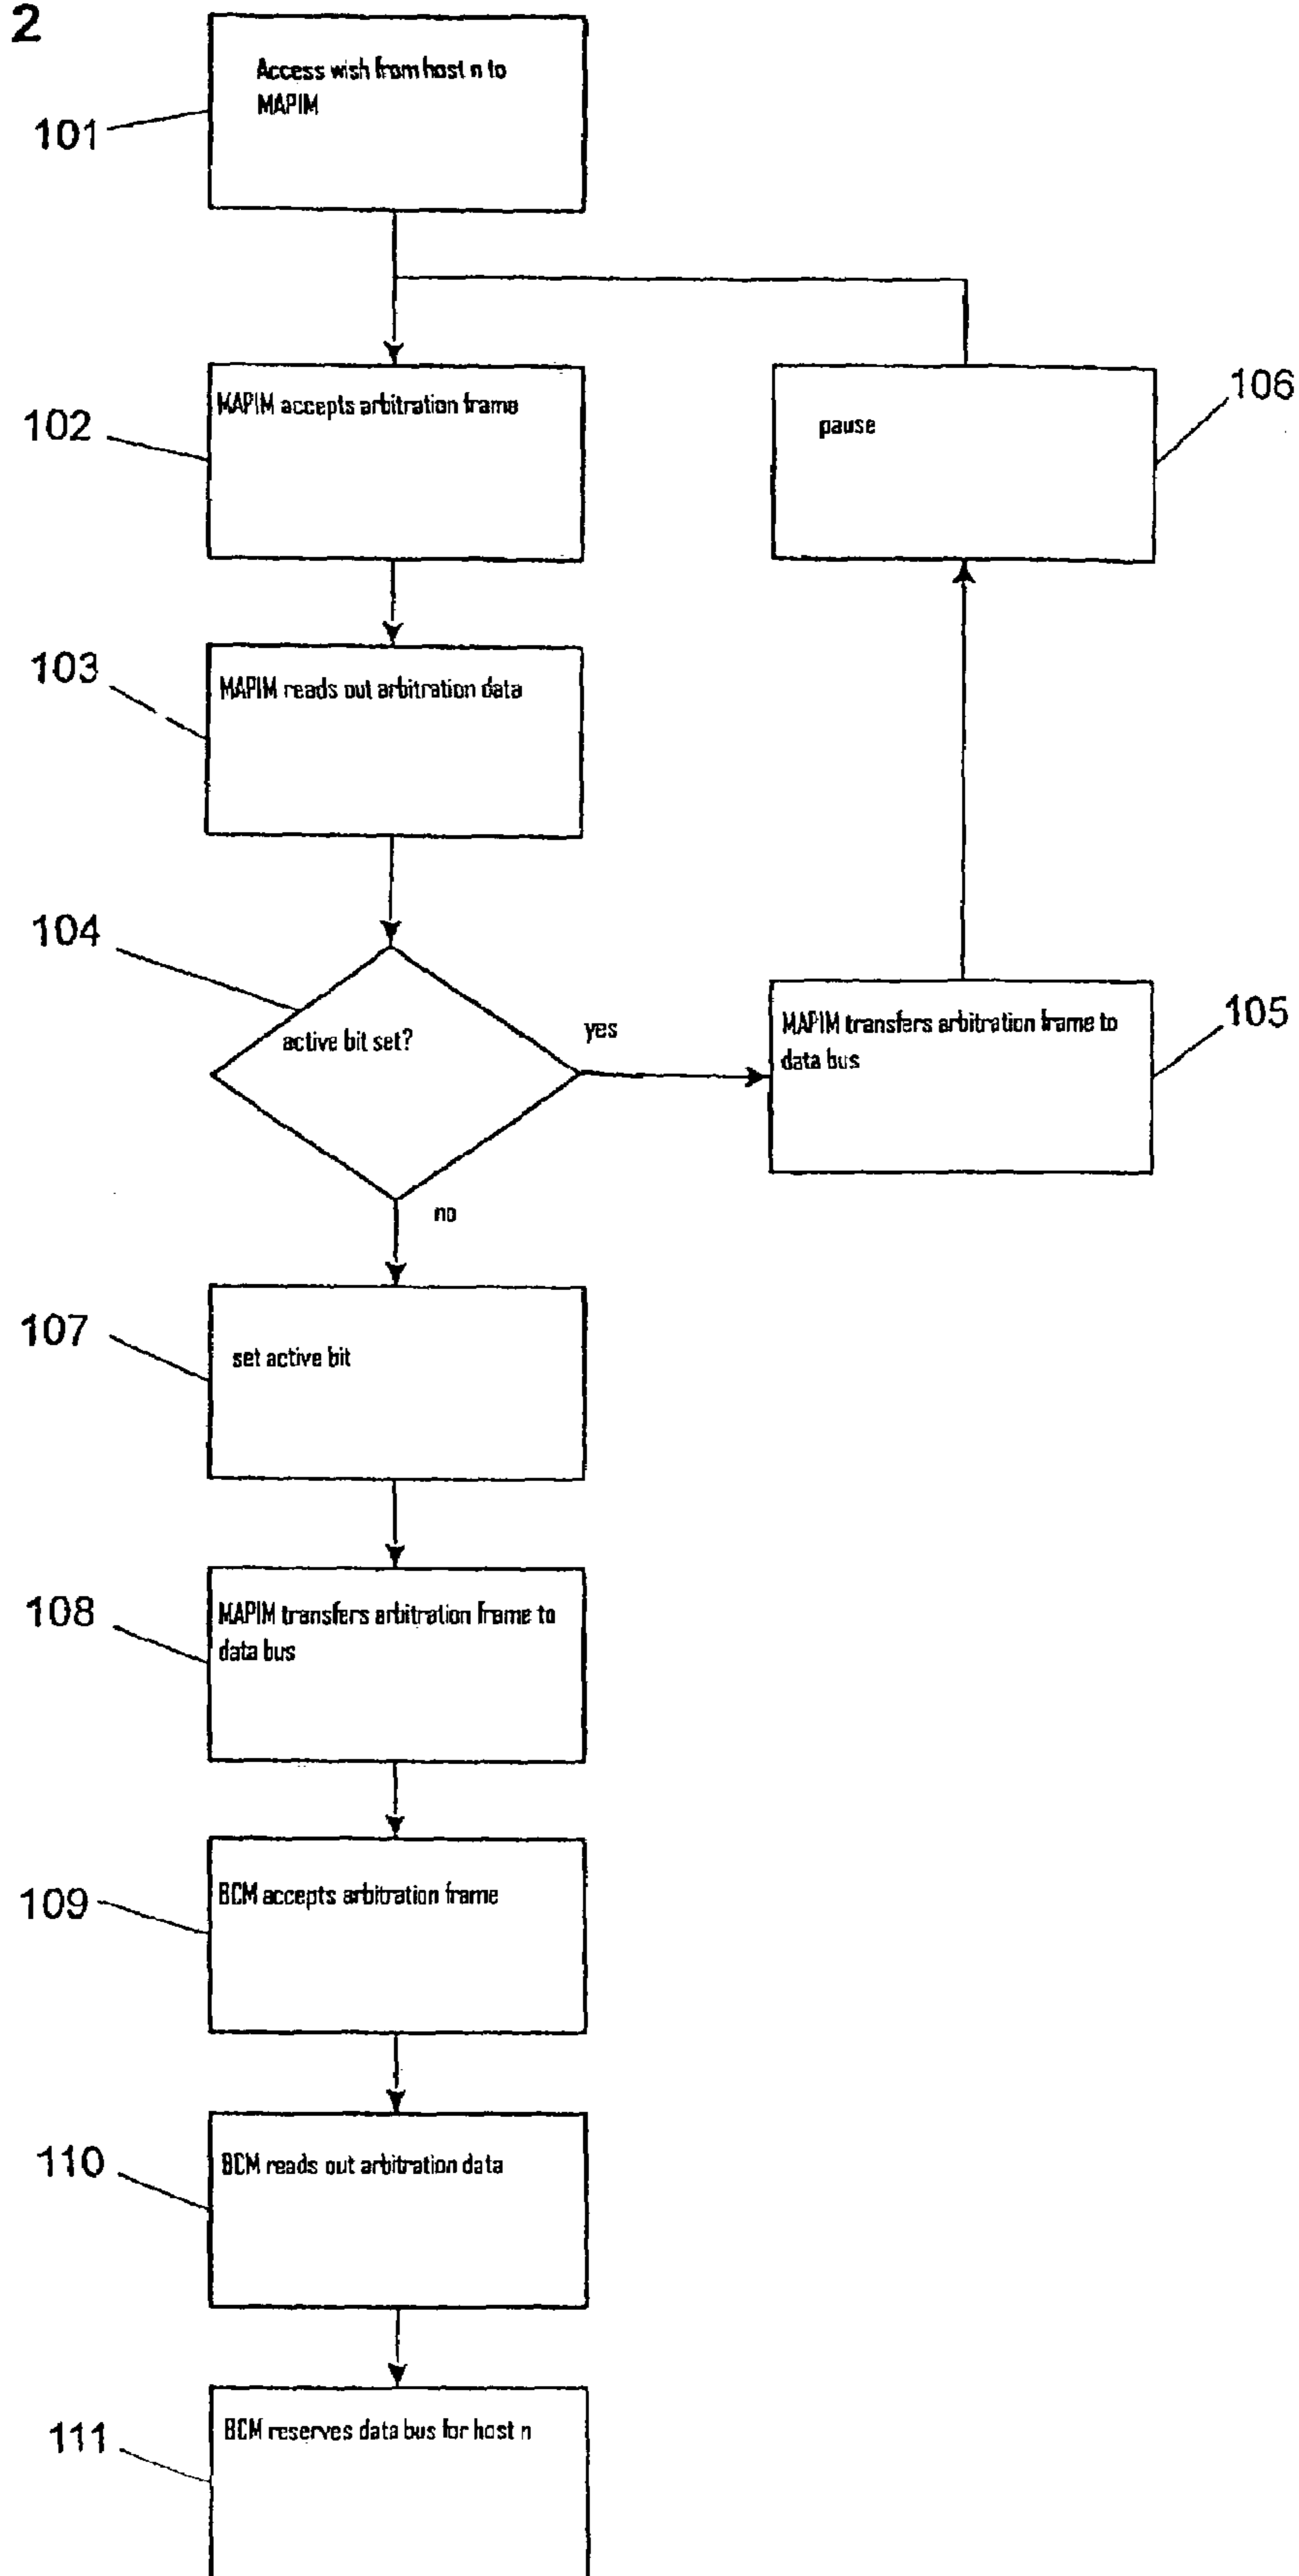 2
Access wish from host n to
MAPIM
101
MAPIM accepts arbitration frame
102
pause
106
MAPIM reads out arbitration data
103
104
active bit set?
yes
MAPIM transfers arbitration frame to
data bus
105
no
107
set active bit
108
MAPIM transfers arbitration frame to
data bus
109
BCM accepts arbitration frame
110
BCM reads out arbitration data
111
BCM reserves data bus for host n